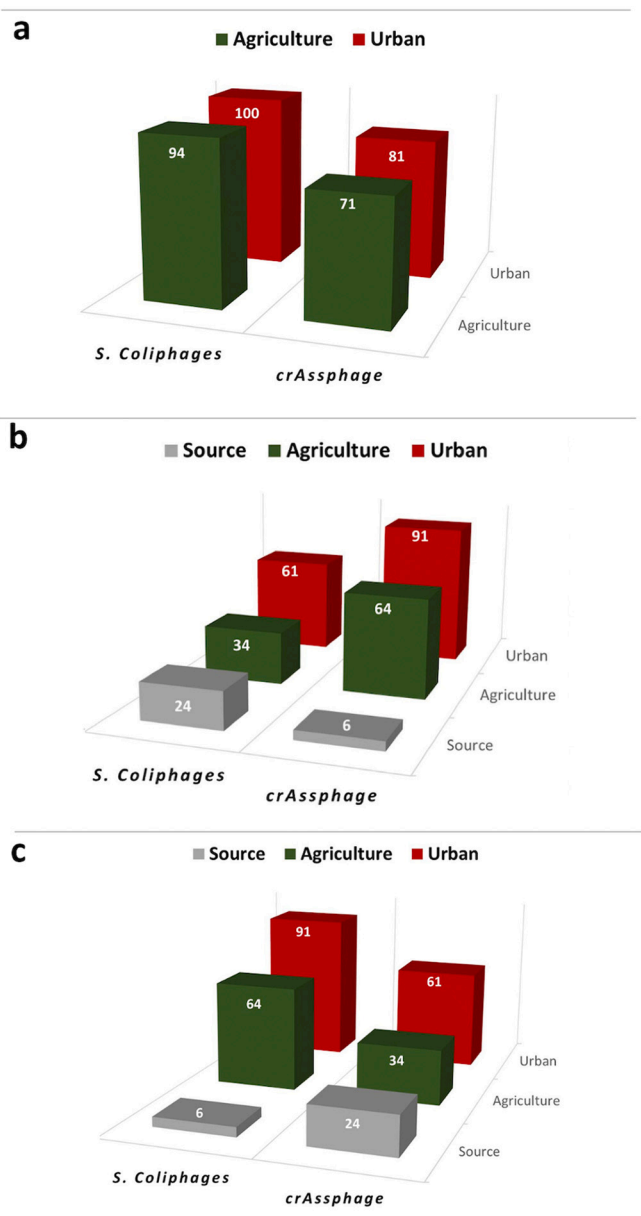 a
Agriculture Urban
100
94
81
71
Urban
Agriculture
S. Coliphages
crAssphage
b
Source Agriculture Urban
91
61
64
34
24
6
Urban
Agriculture
Source
S. Coliphages
crAssphage
c
Source Agriculture Urban
91
61
64
34
6
24
Urban
Agriculture
Source
S. Coliphages
crAssphage